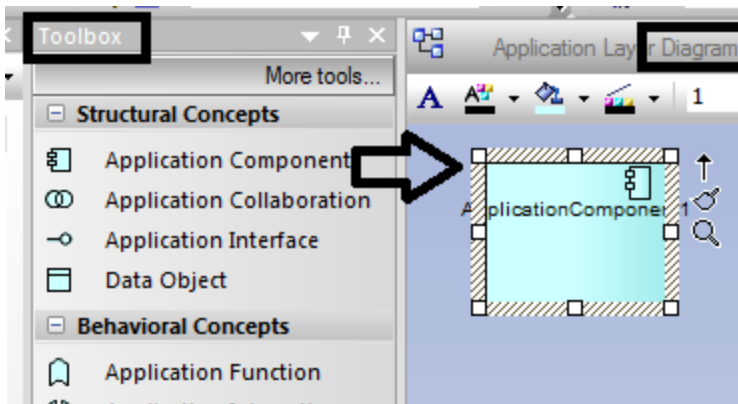 Toolbox
More tools...
Structural Concepts
Application Component
Application Collaboration
Application Interface
Data Object
Behavioral Concepts
Application Function
Application Layer Diagram
A
1
ApplicationComponent1